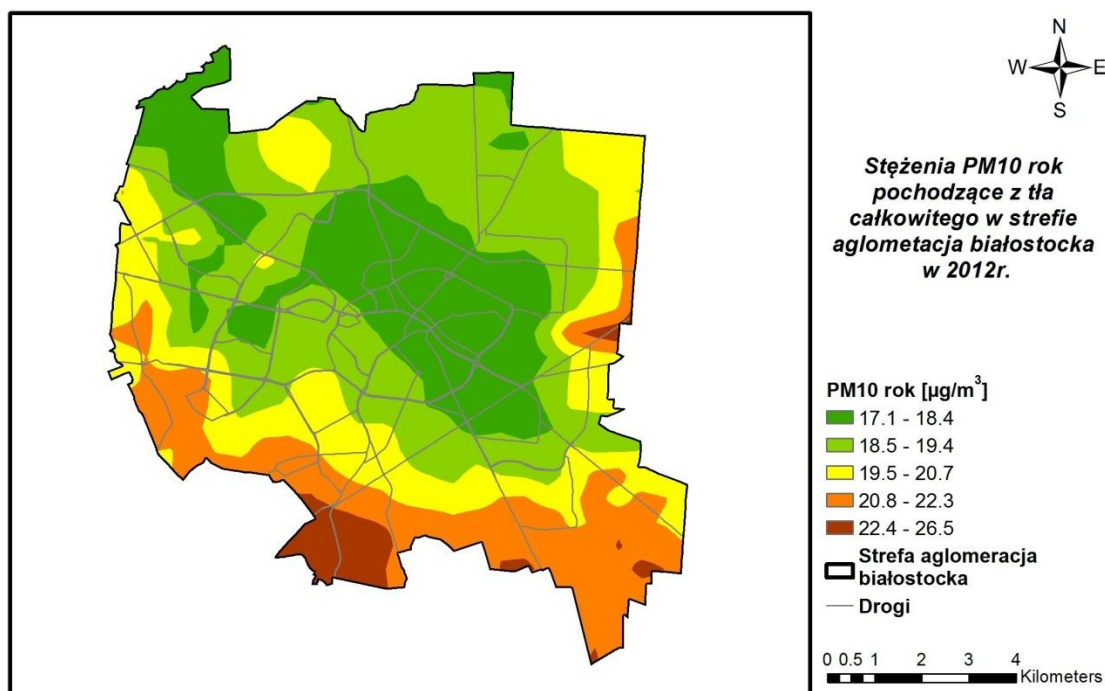 N
W E
S
Stężenia PM10 rok
pochodzące z tła
całkowitego w strefie
aglometacja białostocka
w 2012r.
PM10 rok [µg/m³]
17.1 - 18.4
18.5 - 19.4
19.5 - 20.7
20.8 - 22.3
22.4 - 26.5
Strefa aglomeracja
białostocka
Drogi
0 0.5 1 2 3 4
Kilometers